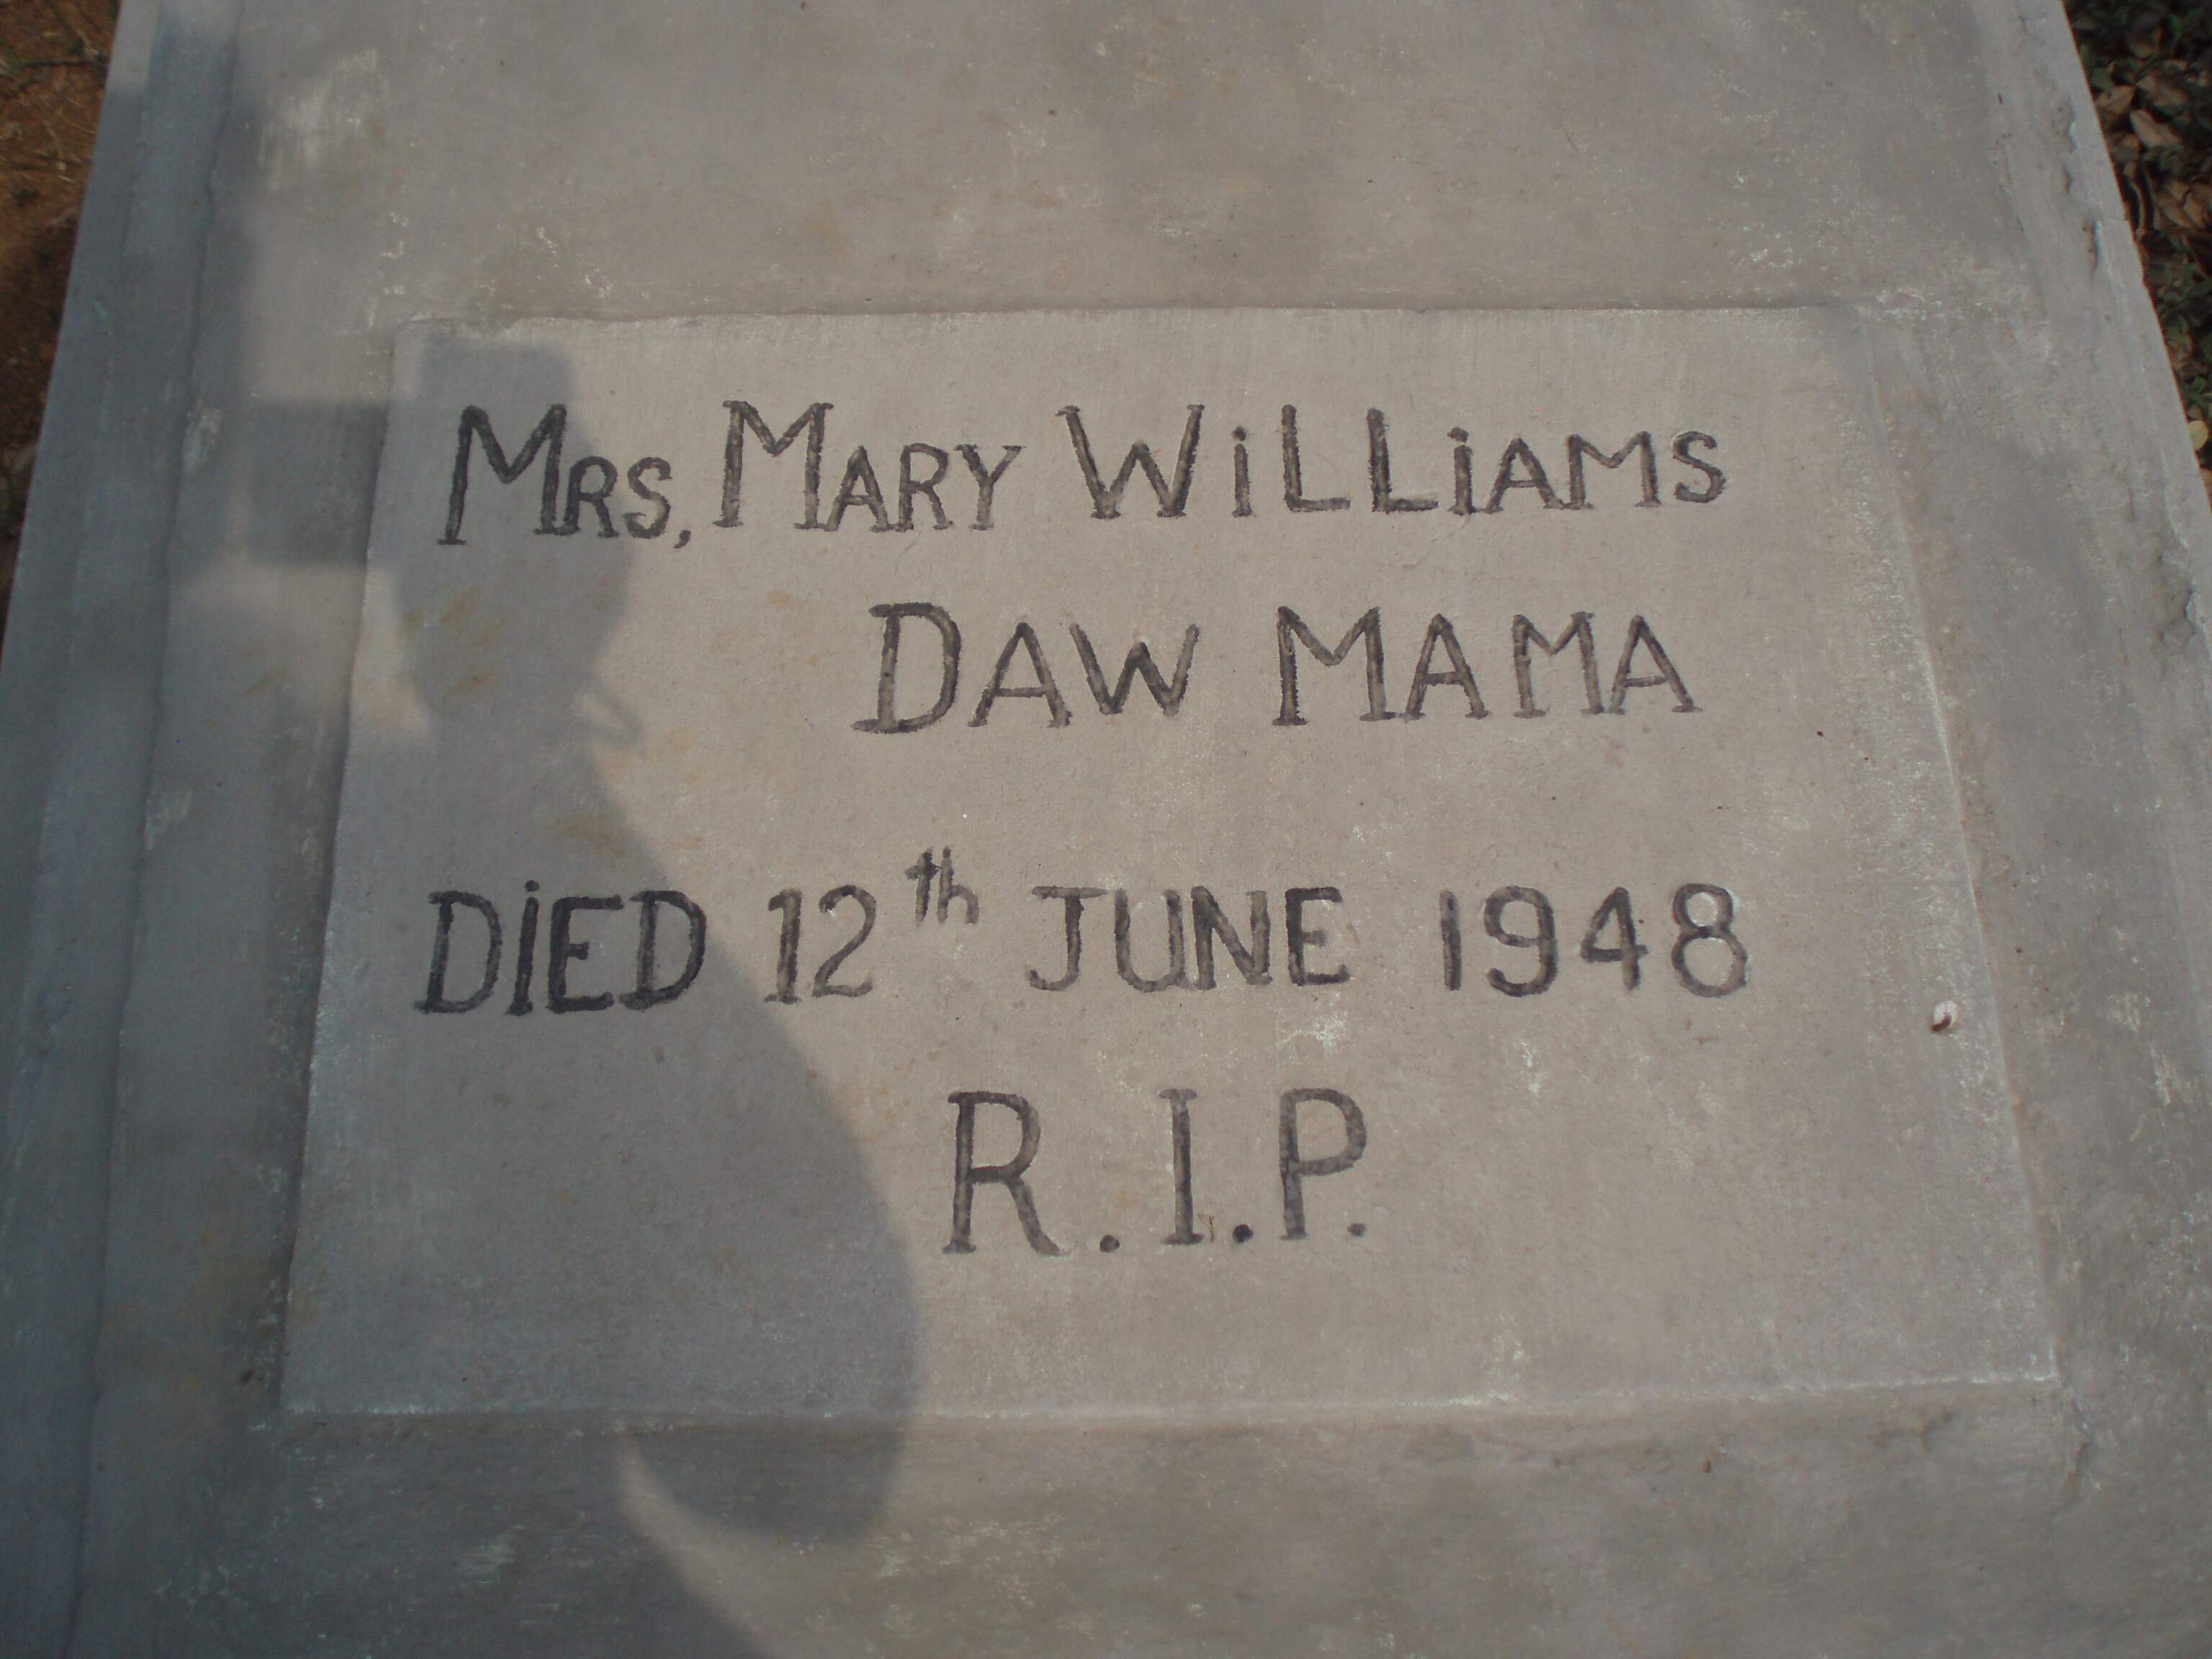 MRS, MARY WiLLiAMS
DAW MAMA
DiED 12th JUNE 1948
R.I.P.